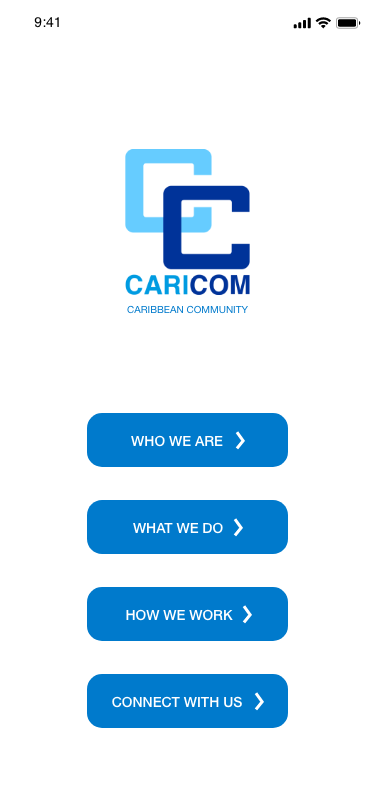 9:41
CARICOM
CARIBBEAN COMMUNITY
WHO WE ARE
WHAT WE DO
HOW WE WORK
CONNECT WITH US